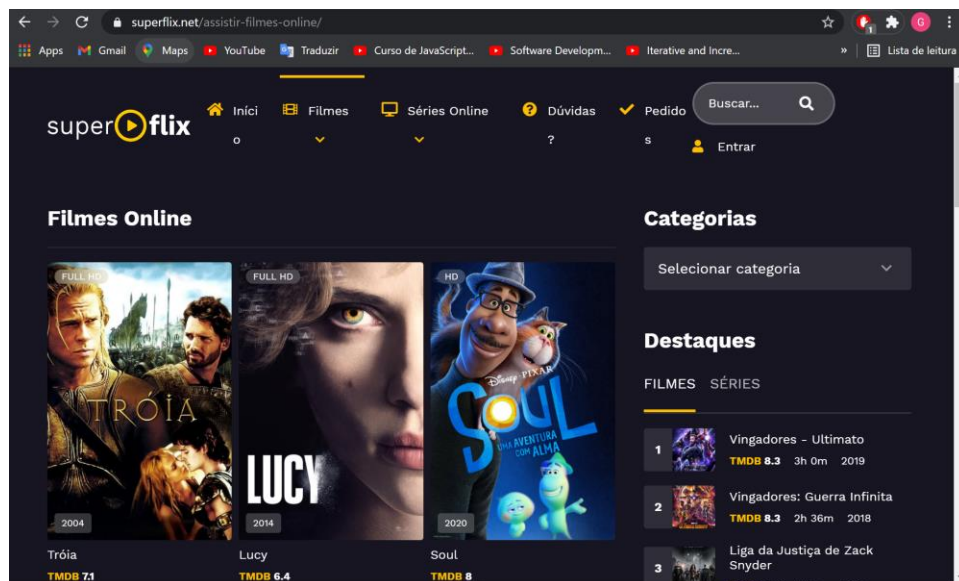 superflix.net/assistir-filmes-online/
1
G
Apps Gmail Maps YouTube Traduzir Curso de JavaScript... Software Developm... Iterative and Incre... » Lista de leitura
superflix
Iníci
o
Filmes
Séries Online
Dúvidas
?
Pedido
s
Buscar...
Entrar
Filmes Online
FULL HD
TRÓIA
2004
Tróia
TMDB 7.1
FULL HD
LUCY
2014
Lucy
TMDB 6.4
HD
Disney · PIXAR
SOUL
UMA AVENTURA
COM ALMA
2020
Soul
TMDB 8
Categorias
Selecionar categoria
Destaques
FILMES SÉRIES
1
Vingadores - Ultimato
TMDB 8.3 3h 0m 2019
2
Vingadores: Guerra Infinita
TMDB 8.3 2h 36m 2018
3
Liga da Justiça de Zack
Snyder